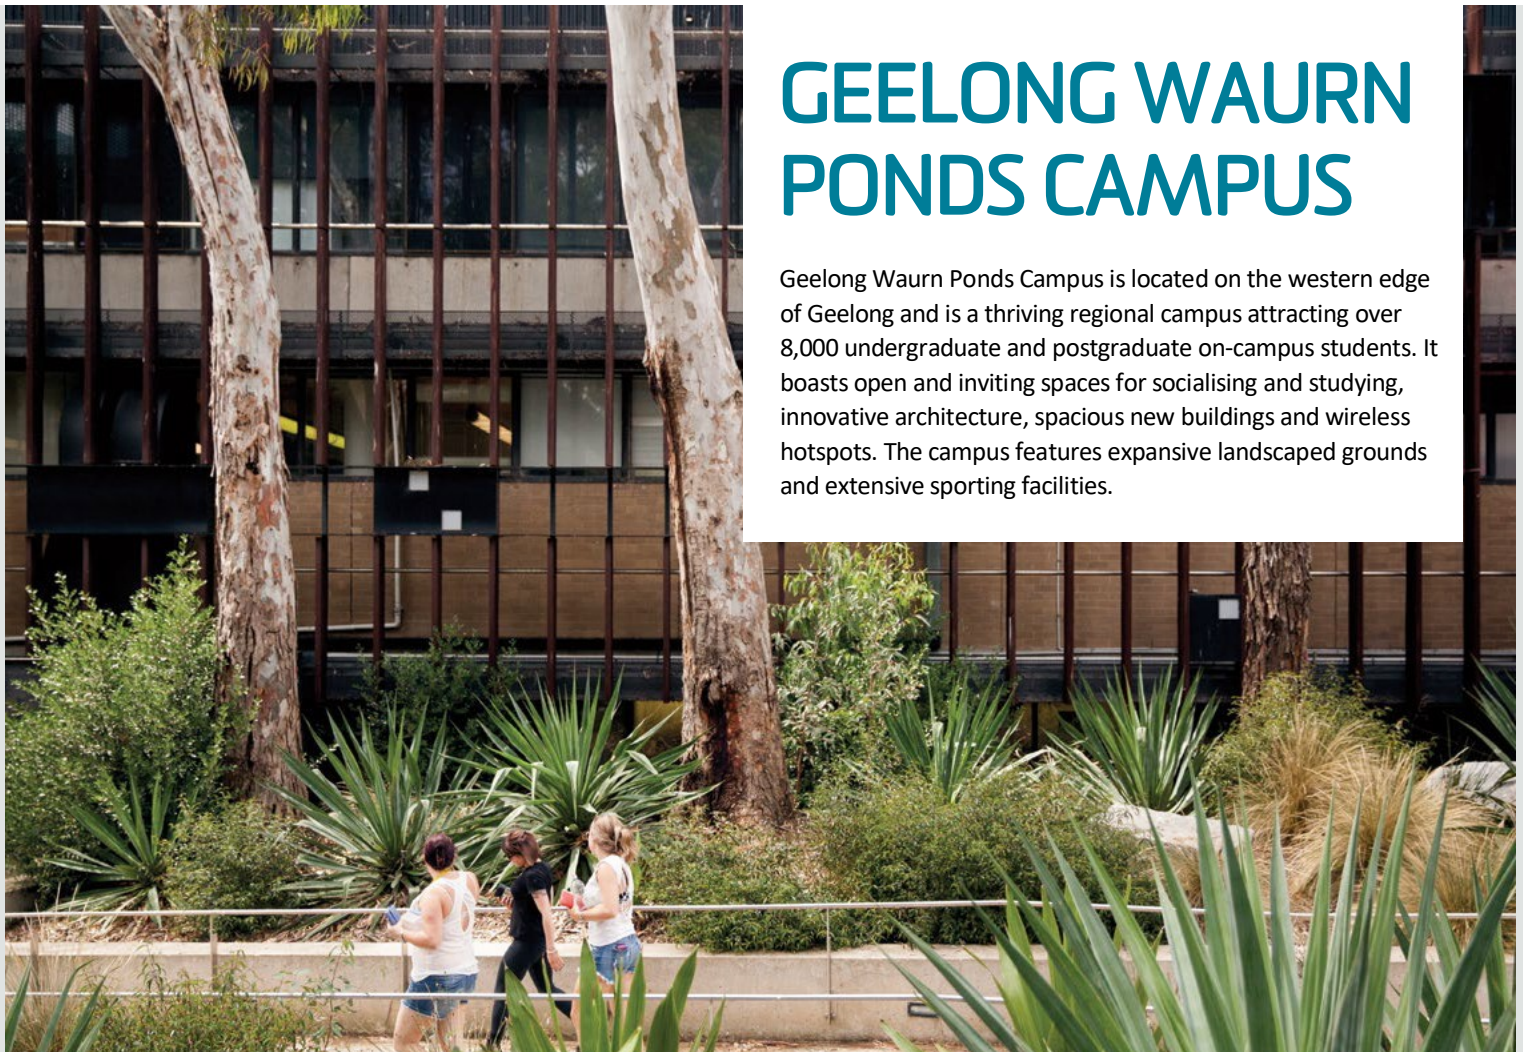 GEELONG WAURN
PONDS CAMPUS
Geelong Waurn Ponds Campus is located on the western edge
of Geelong and is a thriving regional campus attracting over
8,000 undergraduate and postgraduate on-campus students. It
boasts open and inviting spaces for socialising and studying,
innovative architecture, spacious new buildings and wireless
hotspots. The campus features expansive landscaped grounds
and extensive sporting facilities.